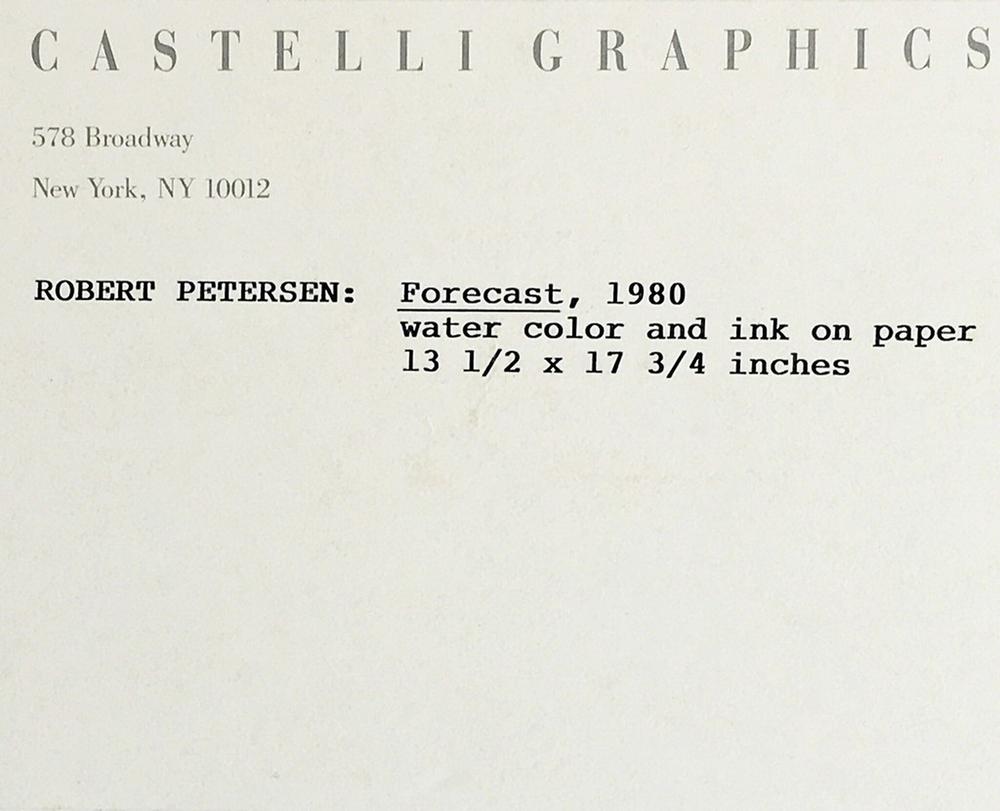 CASTELLI GRAPHICS
578 Broadway
New York, NY 10012
ROBERT PETERSEN: Forecast, 1980
water color and ink on paper
13 1/2 x 17 3/4 inches